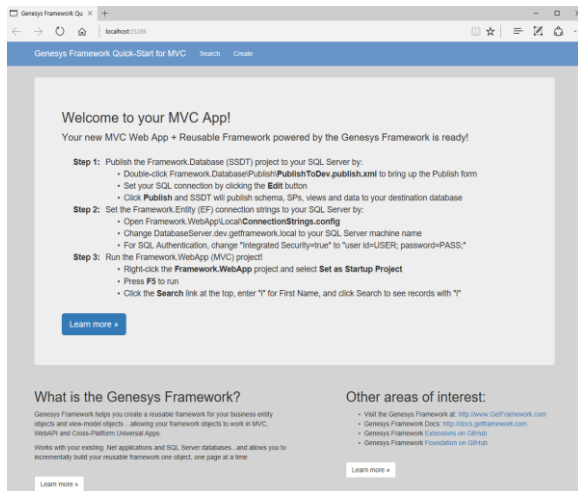 Genesys Framework Qu
localhost:55286
Genesys Framework Quick-Start for MVC Search Create
Welcome to your MVC App!
Your new MVC Web App + Reusable Framework powered by the Genesys Framework is ready!
Step 1: Publish the Framework.Database (SSDT) project to your SQL Server by:
• Double-click Framework.Database\Publish\PublishToDev.publish.xml to bring up the Publish form
• Set your SQL connection by clicking the Edit button
• Click Publish and SSDT will publish schema, SPs, views and data to your destination database
Step 2: Set the Framework.Entity (EF) connection strings to your SQL Server by:
• Open Framework.WebApp\Local\ConnectionStrings.config
• Change DatabaseServer.dev.getframework.local to your SQL Server machine name
• For SQL Authentication, change "Integrated Security=true" to "user id=USER; password=PASS;"
Step 3: Run the Framework.WebApp (MVC) project!
• Right-cick the Framework.WebApp project and select Set as Startup Project
• Press F5 to run
• Click the Search link at the top, enter "i" for First Name, and click Search to see records with "i"
Learn more »
What is the Genesys Framework?
Genesys Framework helps you create a reusable framework for your business entity
objects and view-model objects ...allowing your framework objects to work in MVC,
WebAPI and Cross-Platform Universal Apps.
Works with your existing .Net applications and SQL Server databases...and allows you to
incrementally build your reusable framework one object, one page at a time.
Learn more »
Other areas of interest:
• Visit the Genesys Framework at: http://www.GetFramework.com
• Genesys Framework Docs: http://docs.getframework.com
• Genesys Framework Extensions on GitHub
• Genesys Framework Foundation on GitHub
Learn more »